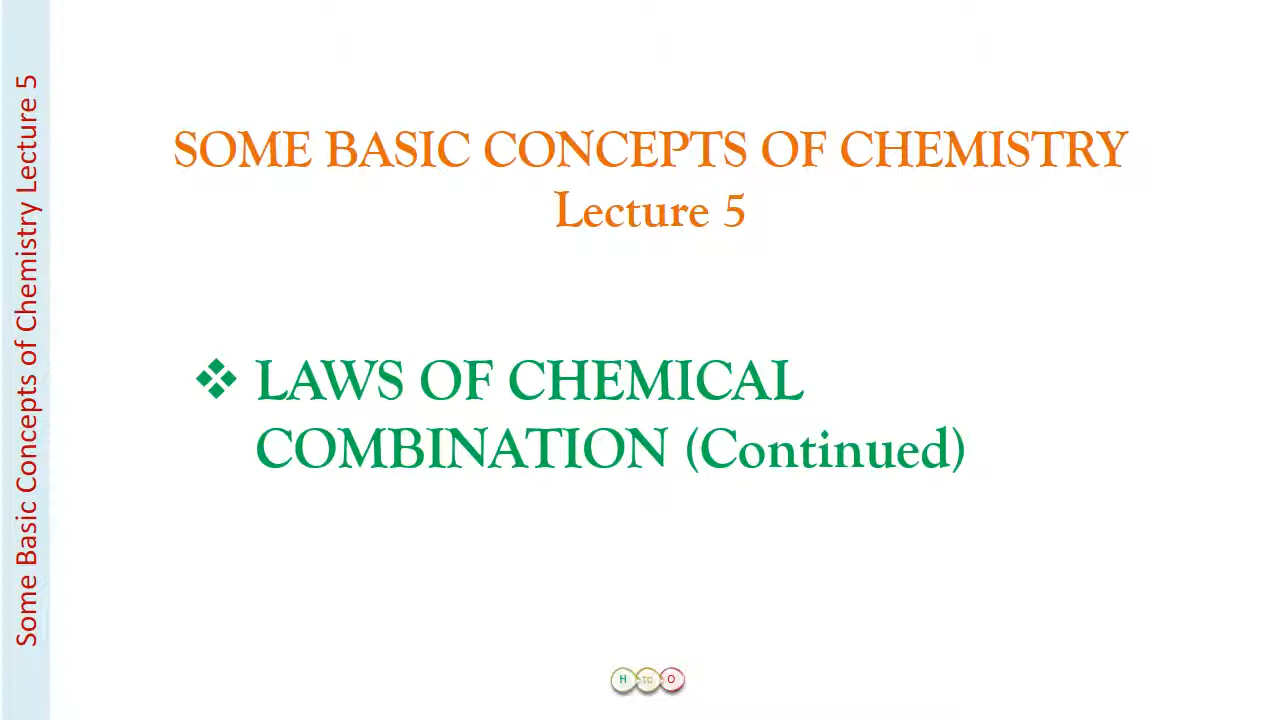 Some Basic Concepts of Chemistry Lecture 5
SOME BASIC CONCEPTS OF CHEMISTRY
Lecture 5
❖ LAWS OF CHEMICAL
COMBINATION (Continued)
H to O